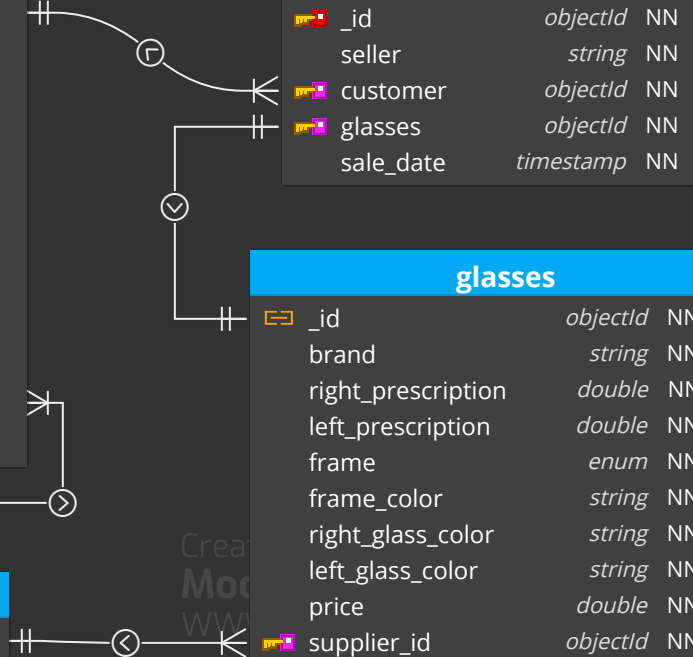 _id objectId NN
seller string NN
customer objectId NN
glasses objectId NN
sale_date timestamp NN
glasses
_id objectId NN
brand string NN
right_prescription double NN
left_prescription double NN
frame enum NN
frame_color string NN
right_glass_color string NN
left_glass_color string NN
price double NN
supplier_id objectId NN